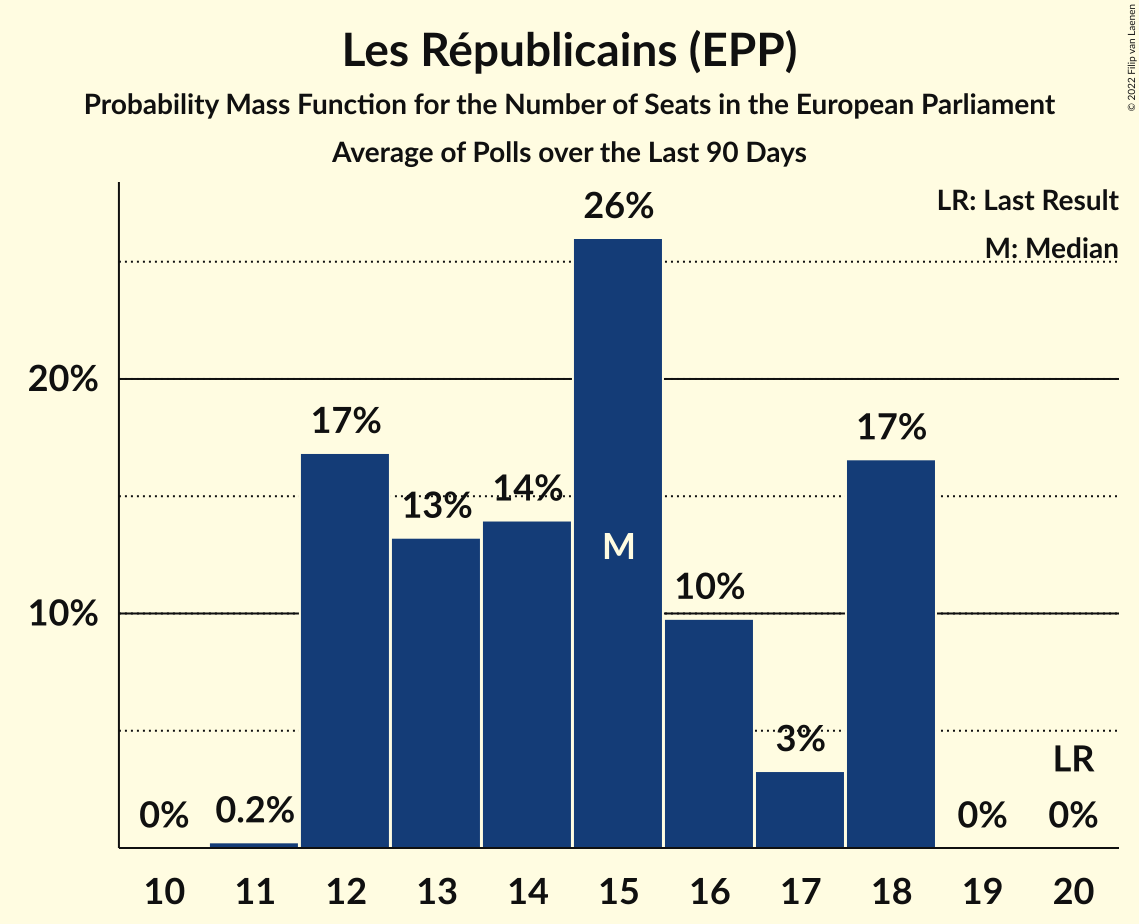 Les Républicains (EPP)
Probability Mass Function for the Number of Seats in the European Parliament
Average of Polls over the Last 90 Days
© 2022 Filip van Laenen
LR: Last Result
M: Median
26%
20%
17%
17%
14%
13%
M
10%
10%
3%
LR
0%
0.2%
0%
0%
10 11 12 13 14 15 16 17 18 19 20